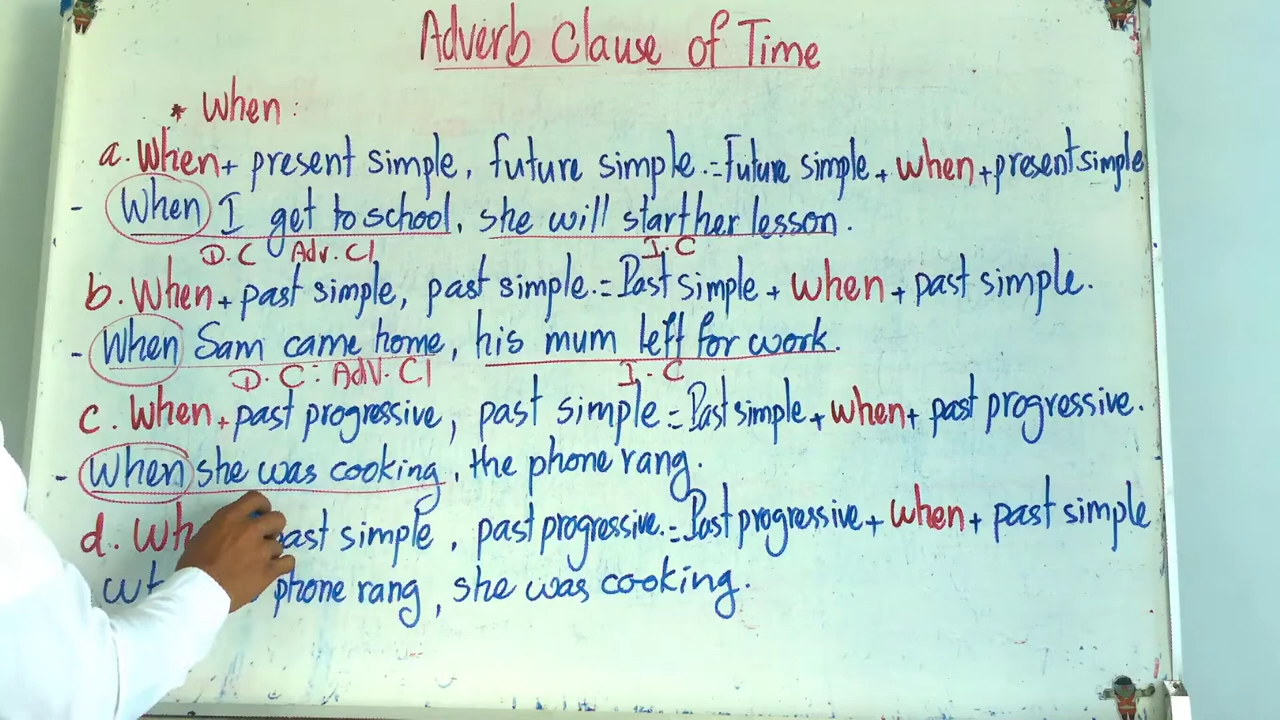 Adverb Clause of Time
* When:
a. When + present simple, future simple. = Future simple + when + present simple
- When I get to school, she will start her lesson.
D.C Adv.Cl I.C
b. When + past simple, past simple. = Past simple + when + past simple.
- When Sam came home, his mum left for work.
D.C: Adv.Cl I.C
c. When + past progressive, past simple = Past simple + when + past progressive.
- When she was cooking, the phone rang.
d. Wh past simple, past progressive. = Past progressive + when + past simple
phone rang, she was cooking.